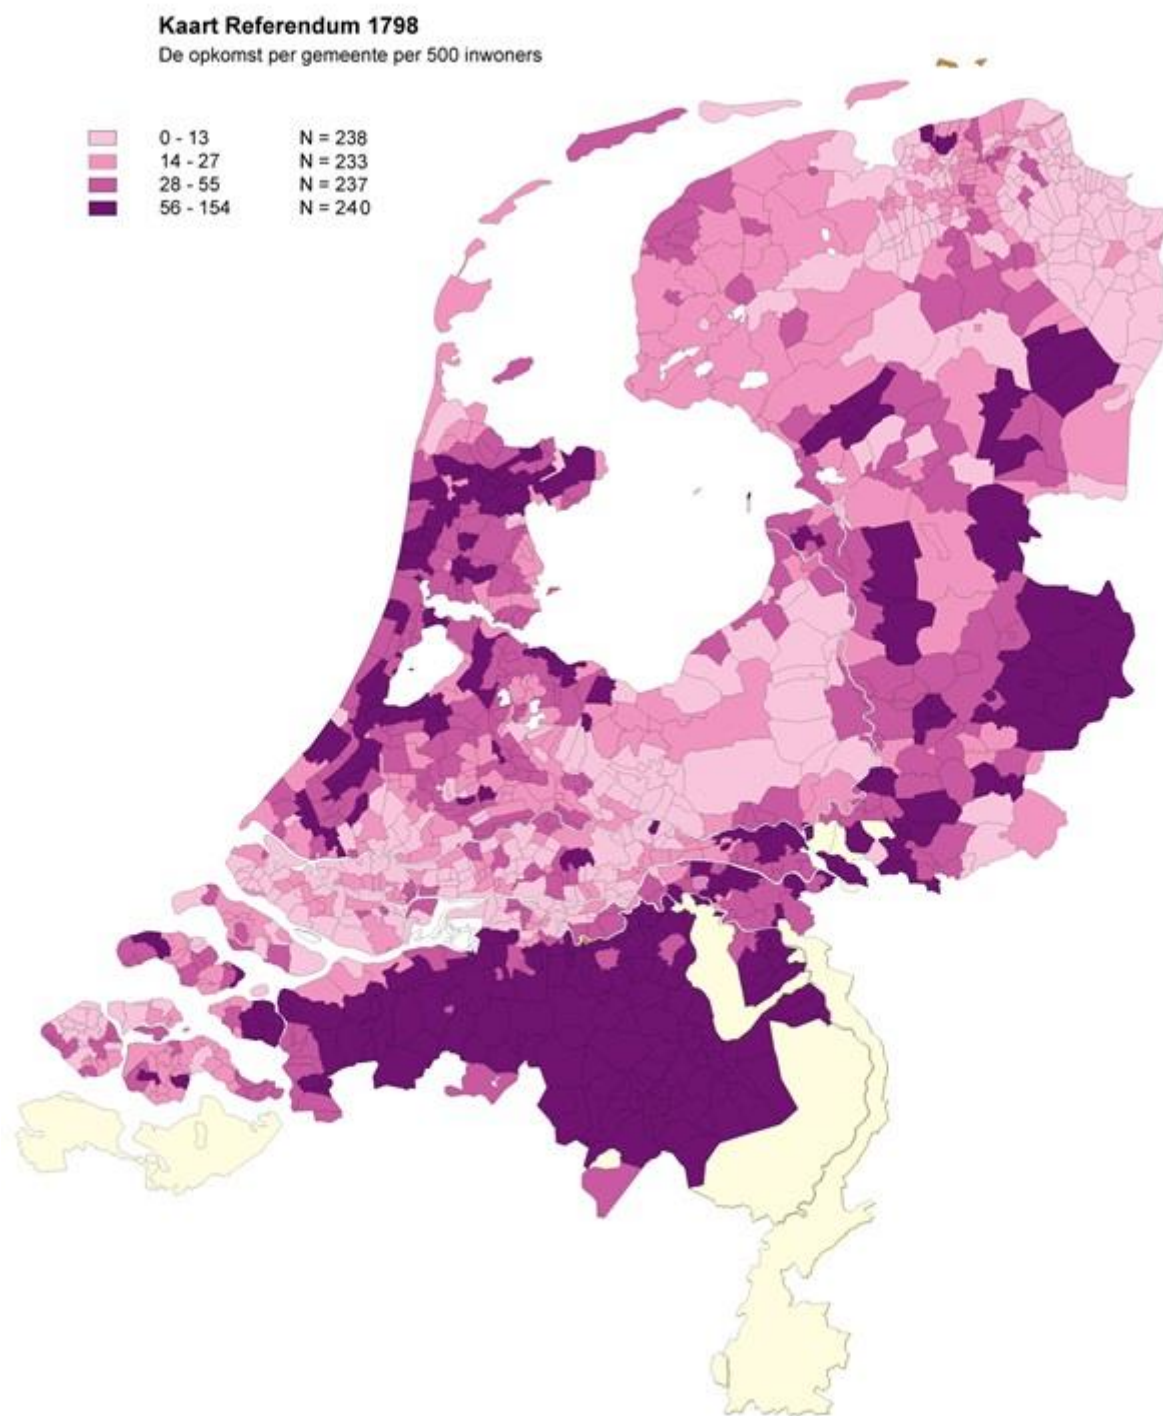 Kaart Referendum 1798
De opkomst per gemeente per 500 inwoners
0 - 13 N = 238
14 - 27 N = 233
28 - 55 N = 237
56 - 154 N = 240